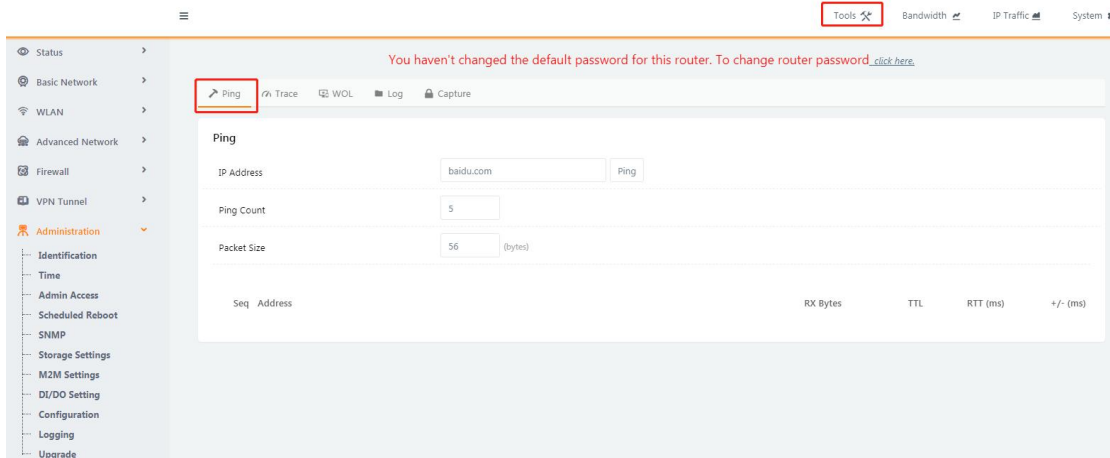 Tools
Bandwidth
IP Traffic
System
Status
Basic Network
WLAN
Advanced Network
Firewall
VPN Tunnel
Administration
Identification
Time
Admin Access
Scheduled Reboot
SNMP
Storage Settings
M2M Settings
DI/DO Setting
Configuration
Logging
Upgrade
You haven't changed the default password for this router. To change router password click here.
Ping Trace WOL Log Capture
Ping
IP Address baidu.com Ping
Ping Count 5
Packet Size 56 (bytes)
Seq Address RX Bytes TTL RTT (ms) +/- (ms)